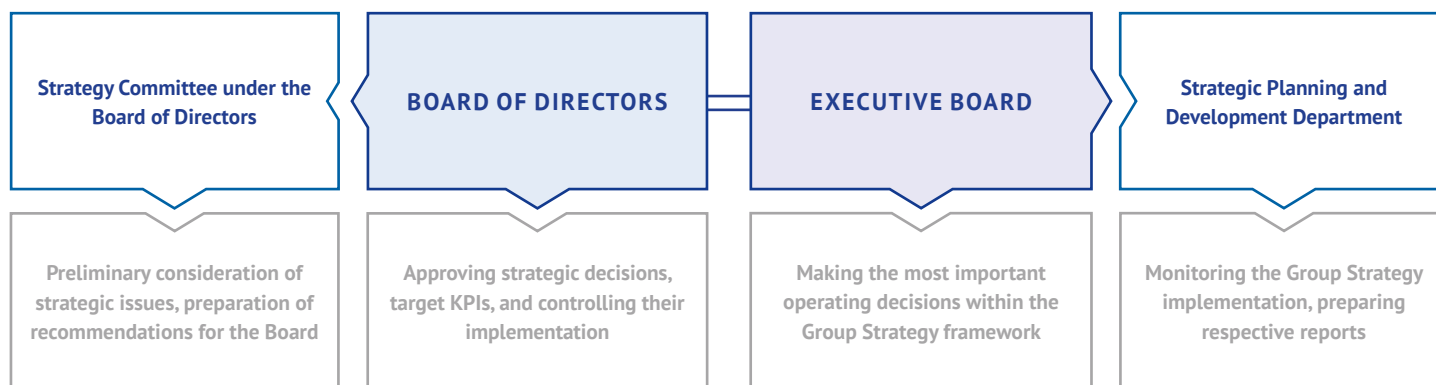 Strategy Committee under the
Board of Directors
BOARD OF DIRECTORS
EXECUTIVE BOARD
Strategic Planning and
Development Department
Preliminary consideration of
strategic issues, preparation of
recommendations for the Board
Approving strategic decisions,
target KPIs, and controlling their
implementation
Making the most important
operating decisions within the
Group Strategy framework
Monitoring the Group Strategy
implementation, preparing
respective reports